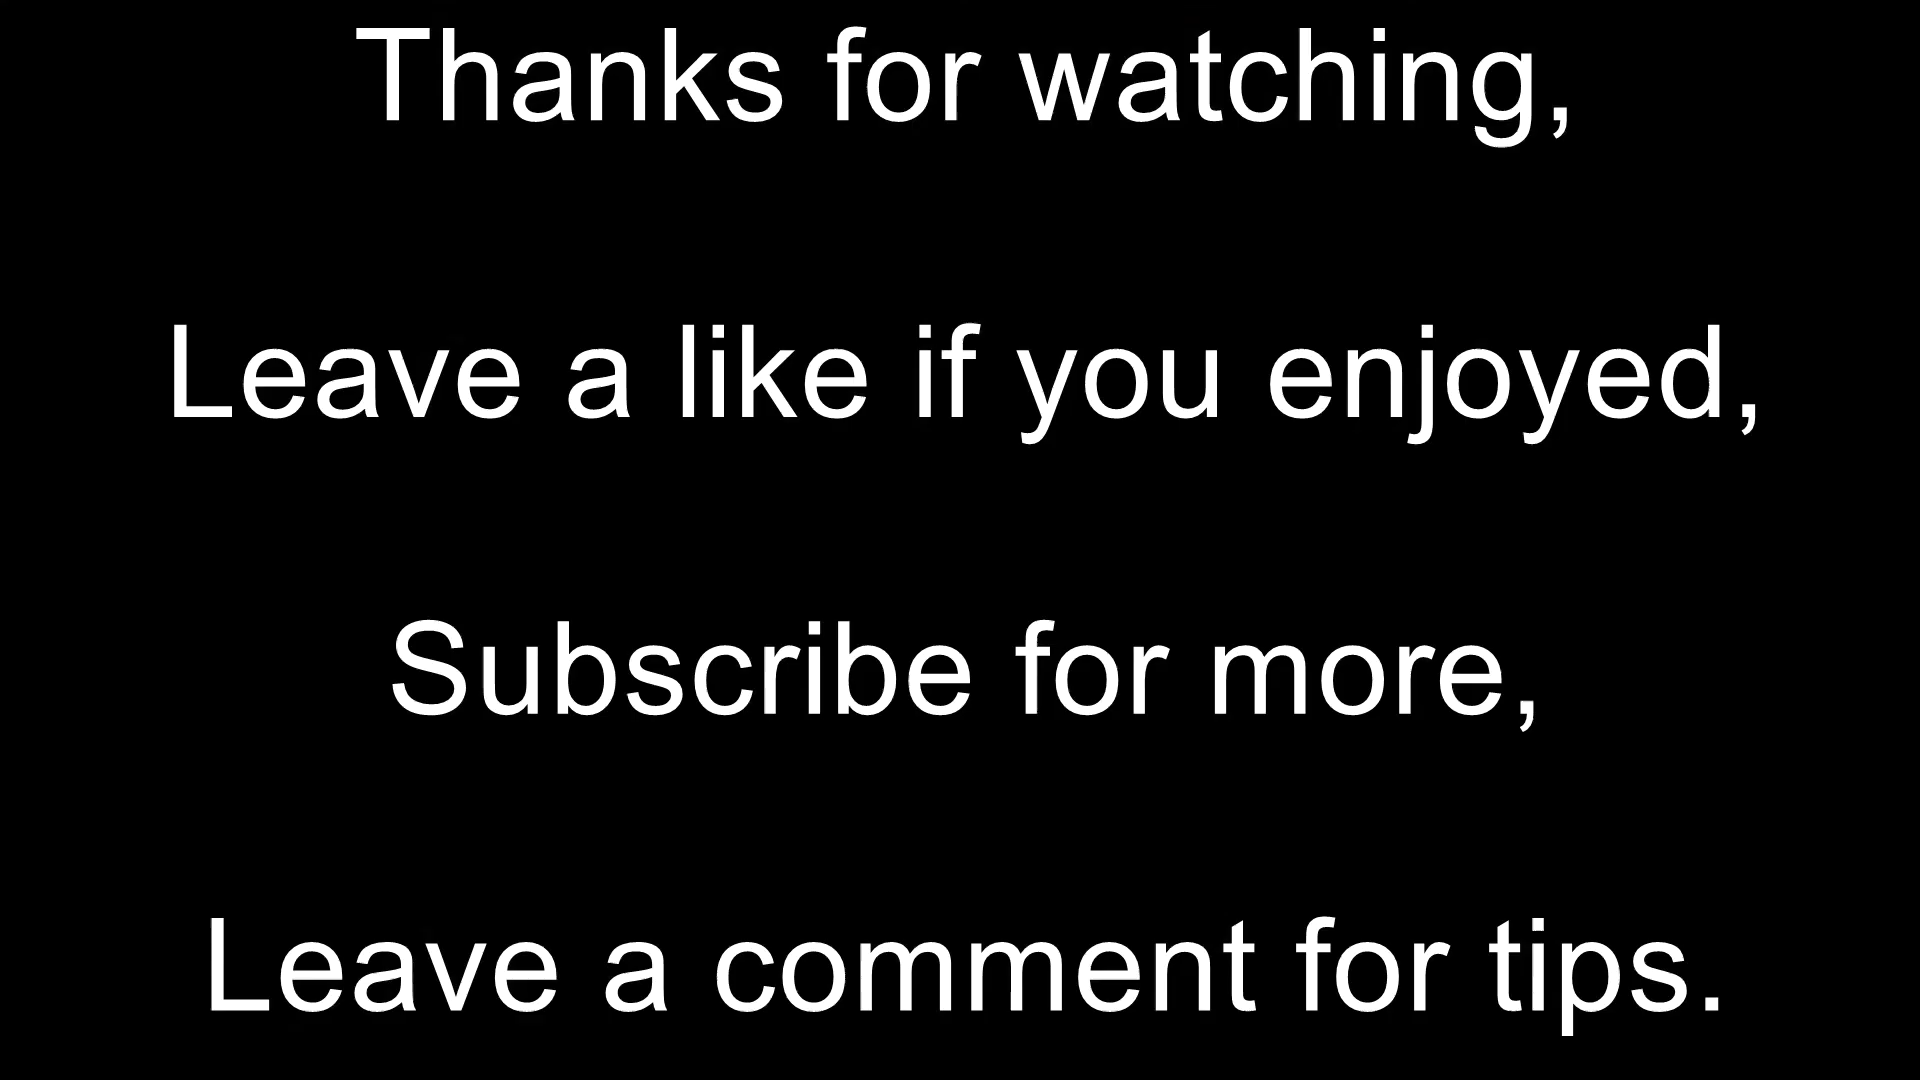 Thanks for watching,
Leave a like if you enjoyed,
Subscribe for more,
Leave a comment for tips.